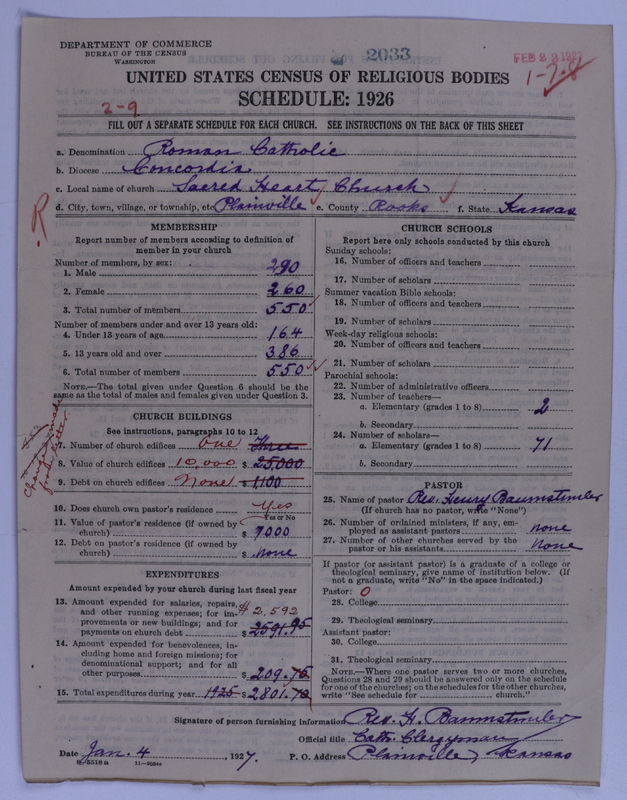 DEPARTMENT OF COMMERCE
BUREAU OF THE CENSUS
WASHINGTON
2033
FEB 23 1927
1-28
UNITED STATES CENSUS OF RELIGIOUS BODIES
SCHEDULE: 1926
2-9
FILL OUT A SEPARATE SCHEDULE FOR EACH CHURCH. SEE INSTRUCTIONS ON THE BACK OF THIS SHEET
a. Denomination Roman Catholic
b. Diocese Concordia
c. Local name of church Sacred Heart Church
d. City, town, village, or township, etc. Plainville e. County Rooks f. State Kansas
R
MEMBERSHIP
Report number of members according to definition of
member in your church
Number of members, by sex:
1. Male 290
2. Female 260
3. Total number of members 550
Number of members under and over 13 years old:
4. Under 13 years of age 164
5. 13 years old and over 386
6. Total number of members 550
NOTE.—The total given under Question 6 should be the
same as the total of males and females given under Question 3.
CHURCH BUILDINGS
See instructions, paragraphs 10 to 12
7. Number of church edifices one Three
8. Value of church edifices 10,000 $ 25,000
9. Debt on church edifices None $ 1,100
Change made
from letter
10. Does church own pastor's residence Yes
Yes or No
11. Value of pastor's residence (if owned by
church) $ 7000
12. Debt on pastor's residence (if owned by
church) $ None
EXPENDITURES
Amount expended by your church during last fiscal year
13. Amount expended for salaries, repairs,
and other running expenses; for im-
provements or new buildings; and for
payments on church debt $2,592 $ 2591.95
14. Amount expended for benevolences, in-
cluding home and foreign missions; for
denominational support; and for all
other purposes 209.75
15. Total expenditures during year 1925 $ 2801.70
CHURCH SCHOOLS
Report here only schools conducted by this church
Sunday schools:
16. Number of officers and teachers
17. Number of scholars
Summer vacation Bible schools:
18. Number of officers and teachers
19. Number of scholars
Week-day religious schools:
20. Number of officers and teachers
21. Number of scholars
Parochial schools:
22. Number of administrative officers
23. Number of teachers—
a. Elementary (grades 1 to 8) 2
b. Secondary
24. Number of scholars—
a. Elementary (grades 1 to 8) 71
b. Secondary
PASTOR
25. Name of pastor Rev. Henry Baumstimler
(If church has no pastor, write "None")
26. Number of ordained ministers, if any, em-
ployed as assistant pastors none
27. Number of other churches served by the
pastor or his assistants None
If pastor (or assistant pastor) is a graduate of a college or
theological seminary, give name of institution below. (If
not a graduate, write "No" in the space indicated.)
Pastor: 0
28. College
29. Theological seminary
Assistant pastor:
30. College
31. Theological seminary
NOTE.—Where one pastor serves two or more churches,
Questions 28 and 29 should be answered only on the schedule
for one of the churches; on the schedules for the other churches,
write "See schedule for ............ church."
Signature of person furnishing information Rev. H. Baumstimler
Official title Cath. Clergyman
Date Jan. 4, 1927. P. O. Address Plainville, Kansas
8-5518a 11-9054a